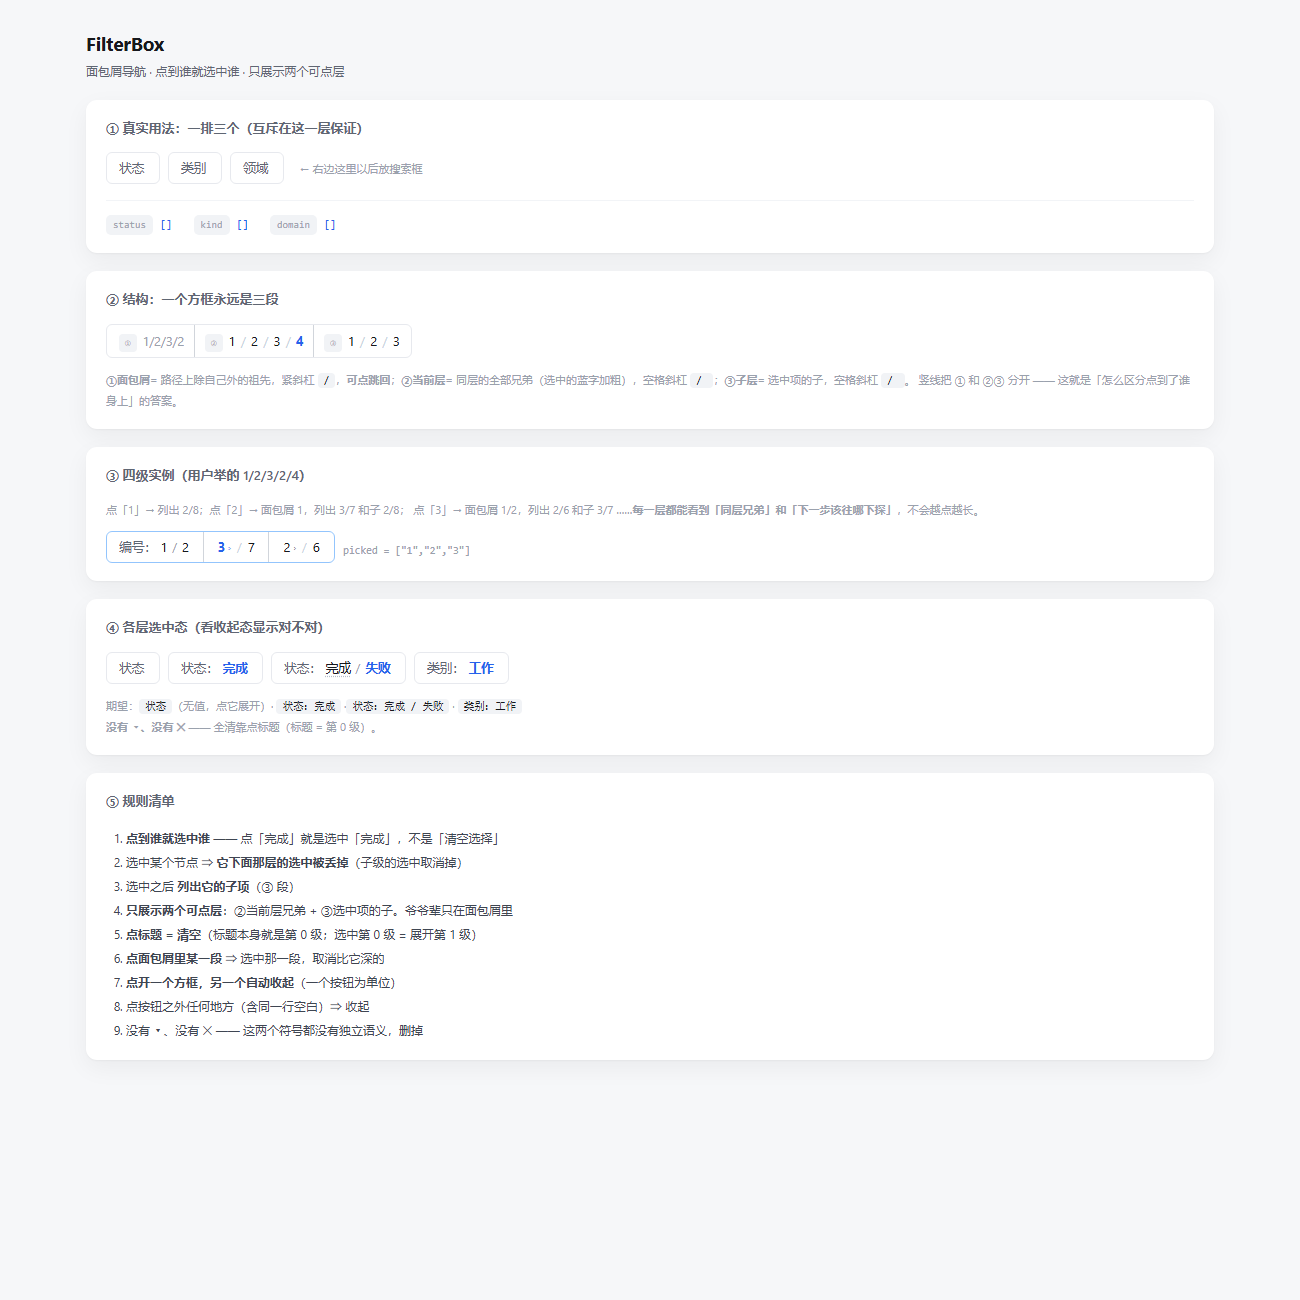 FilterBox
面包屑导航 · 点到谁就选中谁 · 只展示两个可点层
① 真实用法：一排三个（互斥在这一层保证）
状态 类别 领域 ← 右边这里以后放搜索框
status [] kind [] domain []
② 结构：一个方框永远是三段
① 1/2/3/2 ② 1 / 2 / 3 / 4 ③ 1 / 2 / 3
①面包屑= 路径上除自己外的祖先，紧斜杠 / ，可点跳回；②当前层= 同层的全部兄弟（选中的蓝字加粗），空格斜杠 / ；③子层= 选中项的子，空格斜杠 / 。 竖线把 ① 和 ②③ 分开 —— 这就是「怎么区分点到了谁
身上」的答案。
③ 四级实例（用户举的 1/2/3/2/4）
点「1」→ 列出 2/8；点「2」→ 面包屑 1，列出 3/7 和子 2/8； 点「3」→ 面包屑 1/2，列出 2/6 和子 3/7 ……每一层都能看到「同层兄弟」和「下一步该往哪下探」，不会越点越长。
编号： 1 / 2 3 › / 7 2 › / 6 picked = ["1","2","3"]
④ 各层选中态（看收起态显示对不对）
状态 状态： 完成 状态： 完成 / 失败 类别： 工作
期望： 状态 （无值，点它展开）· 状态：完成 · 状态：完成 / 失败 · 类别：工作
没有 ▾、没有 ✕ —— 全清靠点标题（标题 = 第 0 级）。
⑤ 规则清单
1. 点到谁就选中谁 —— 点「完成」就是选中「完成」，不是「清空选择」
2. 选中某个节点 ⇒ 它下面那层的选中被丢掉（子级的选中取消掉）
3. 选中之后 列出它的子项（③ 段）
4. 只展示两个可点层：②当前层兄弟 + ③选中项的子。爷爷辈只在面包屑里
5. 点标题 = 清空（标题本身就是第 0 级；选中第 0 级 = 展开第 1 级）
6. 点面包屑里某一段 ⇒ 选中那一段，取消比它深的
7. 点开一个方框，另一个自动收起（一个按钮为单位）
8. 点按钮之外任何地方（含同一行空白）⇒ 收起
9. 没有 ▾、没有 ✕ —— 这两个符号都没有独立语义，删掉